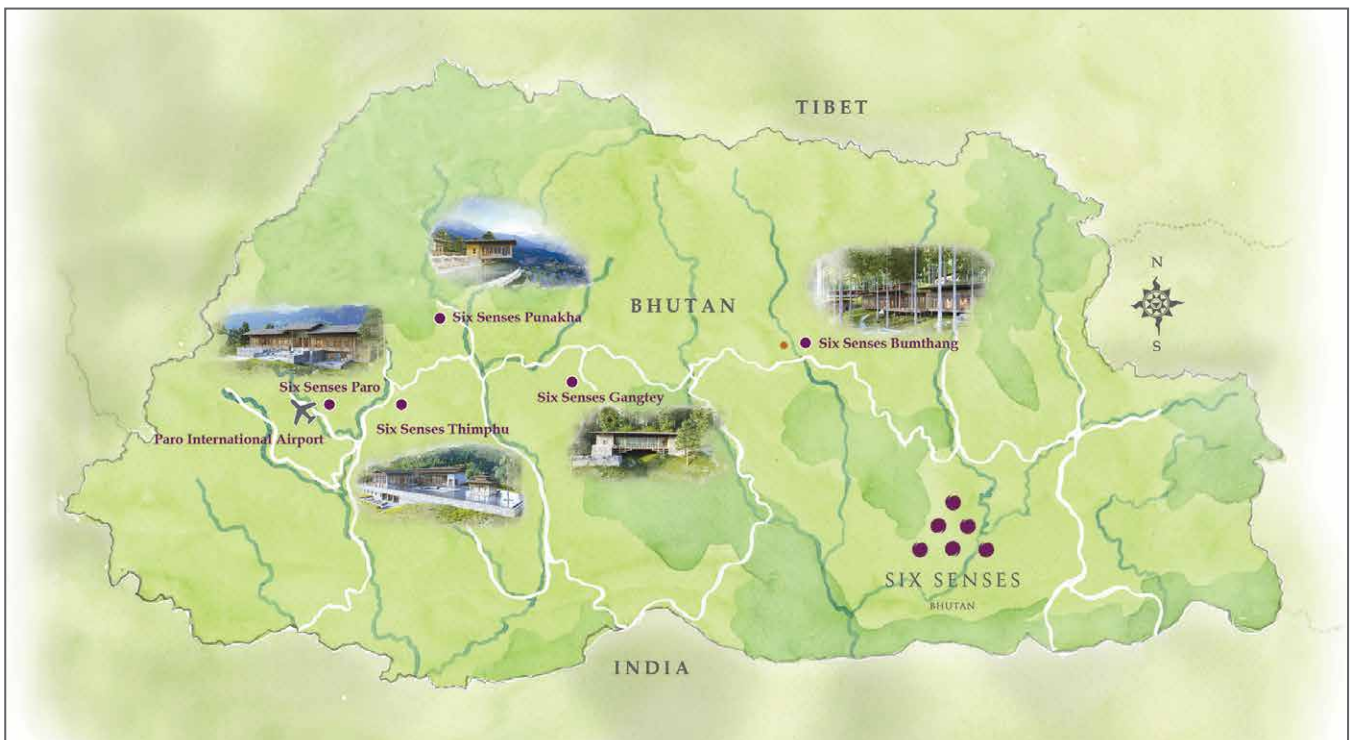 TIBET
BHUTAN
Six Senses Punakha
Six Senses Bumthang
Six Senses Paro
Six Senses Gangtey
Paro International Airport
Six Senses Thimphu
N
S
SIX SENSES
BHUTAN
INDIA